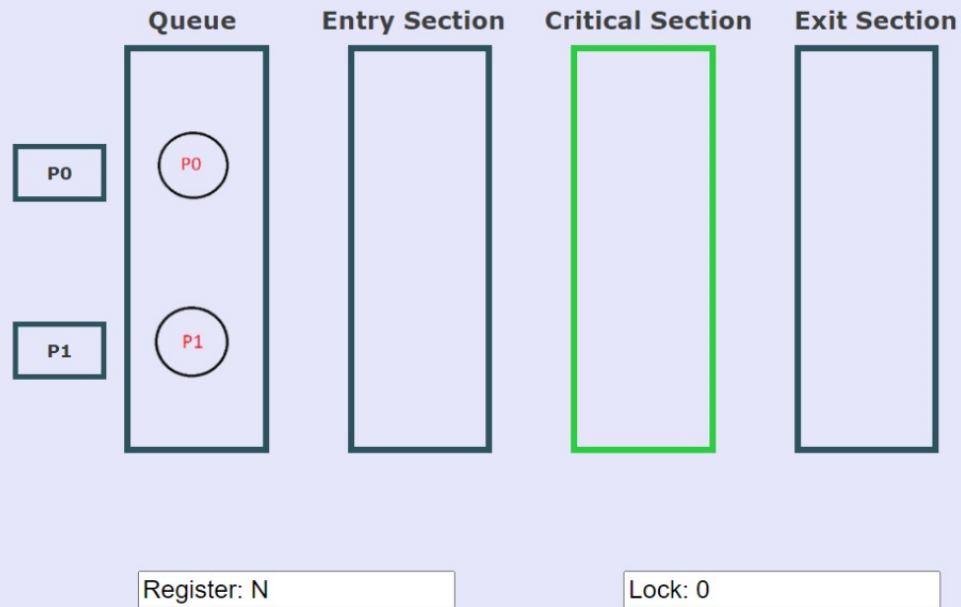 Queue Entry Section Critical Section Exit Section
P0 P0
P1 P1
Register: N Lock: 0